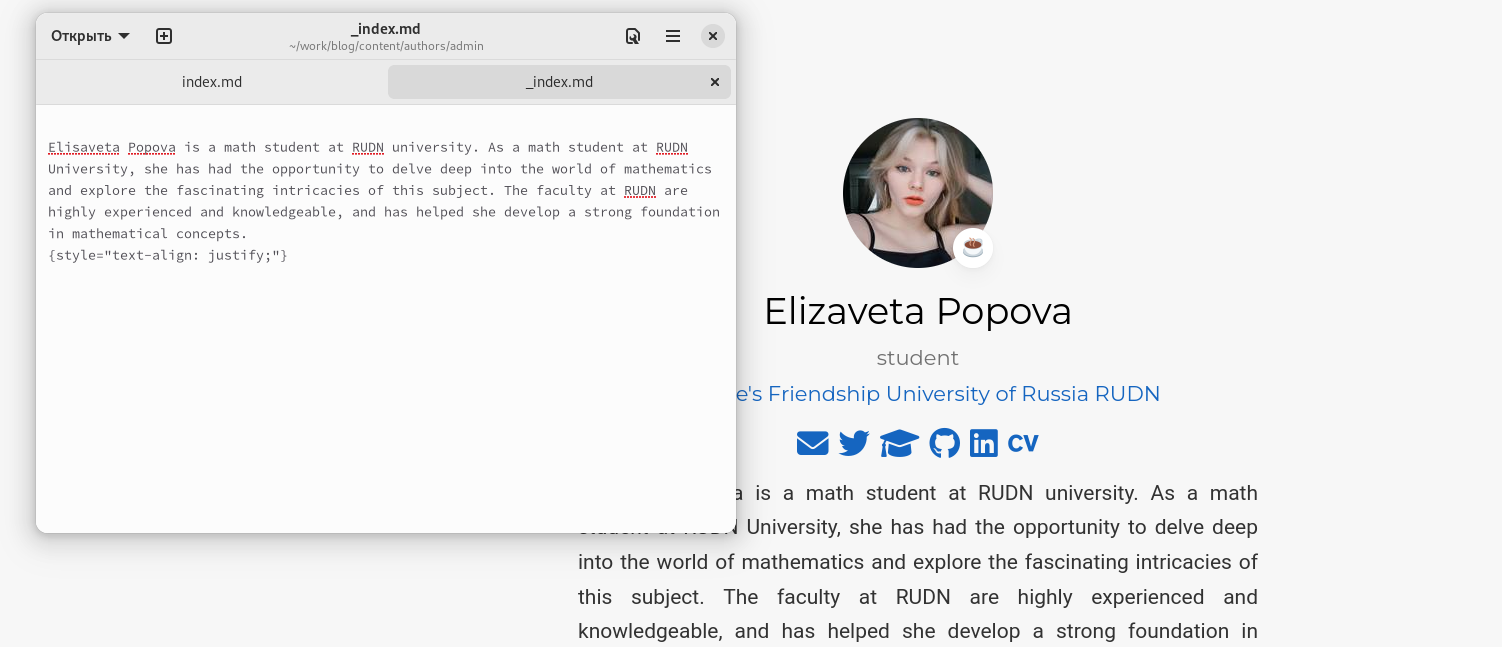 Открыть
_index.md
~/work/blog/content/authors/admin
index.md
_index.md
Elisaveta Popova is a math student at RUDN university. As a math student at RUDN
University, she has had the opportunity to delve deep into the world of mathematics
and explore the fascinating intricacies of this subject. The faculty at RUDN are
highly experienced and knowledgeable, and has helped she develop a strong foundation
in mathematical concepts.
{style="text-align: justify;"}
Elizaveta Popova
student
e's Friendship University of Russia RUDN
CV
a is a math student at RUDN university. As a math
student at RUDN University, she has had the opportunity to delve deep
into the world of mathematics and explore the fascinating intricacies of
this subject. The faculty at RUDN are highly experienced and
knowledgeable, and has helped she develop a strong foundation in